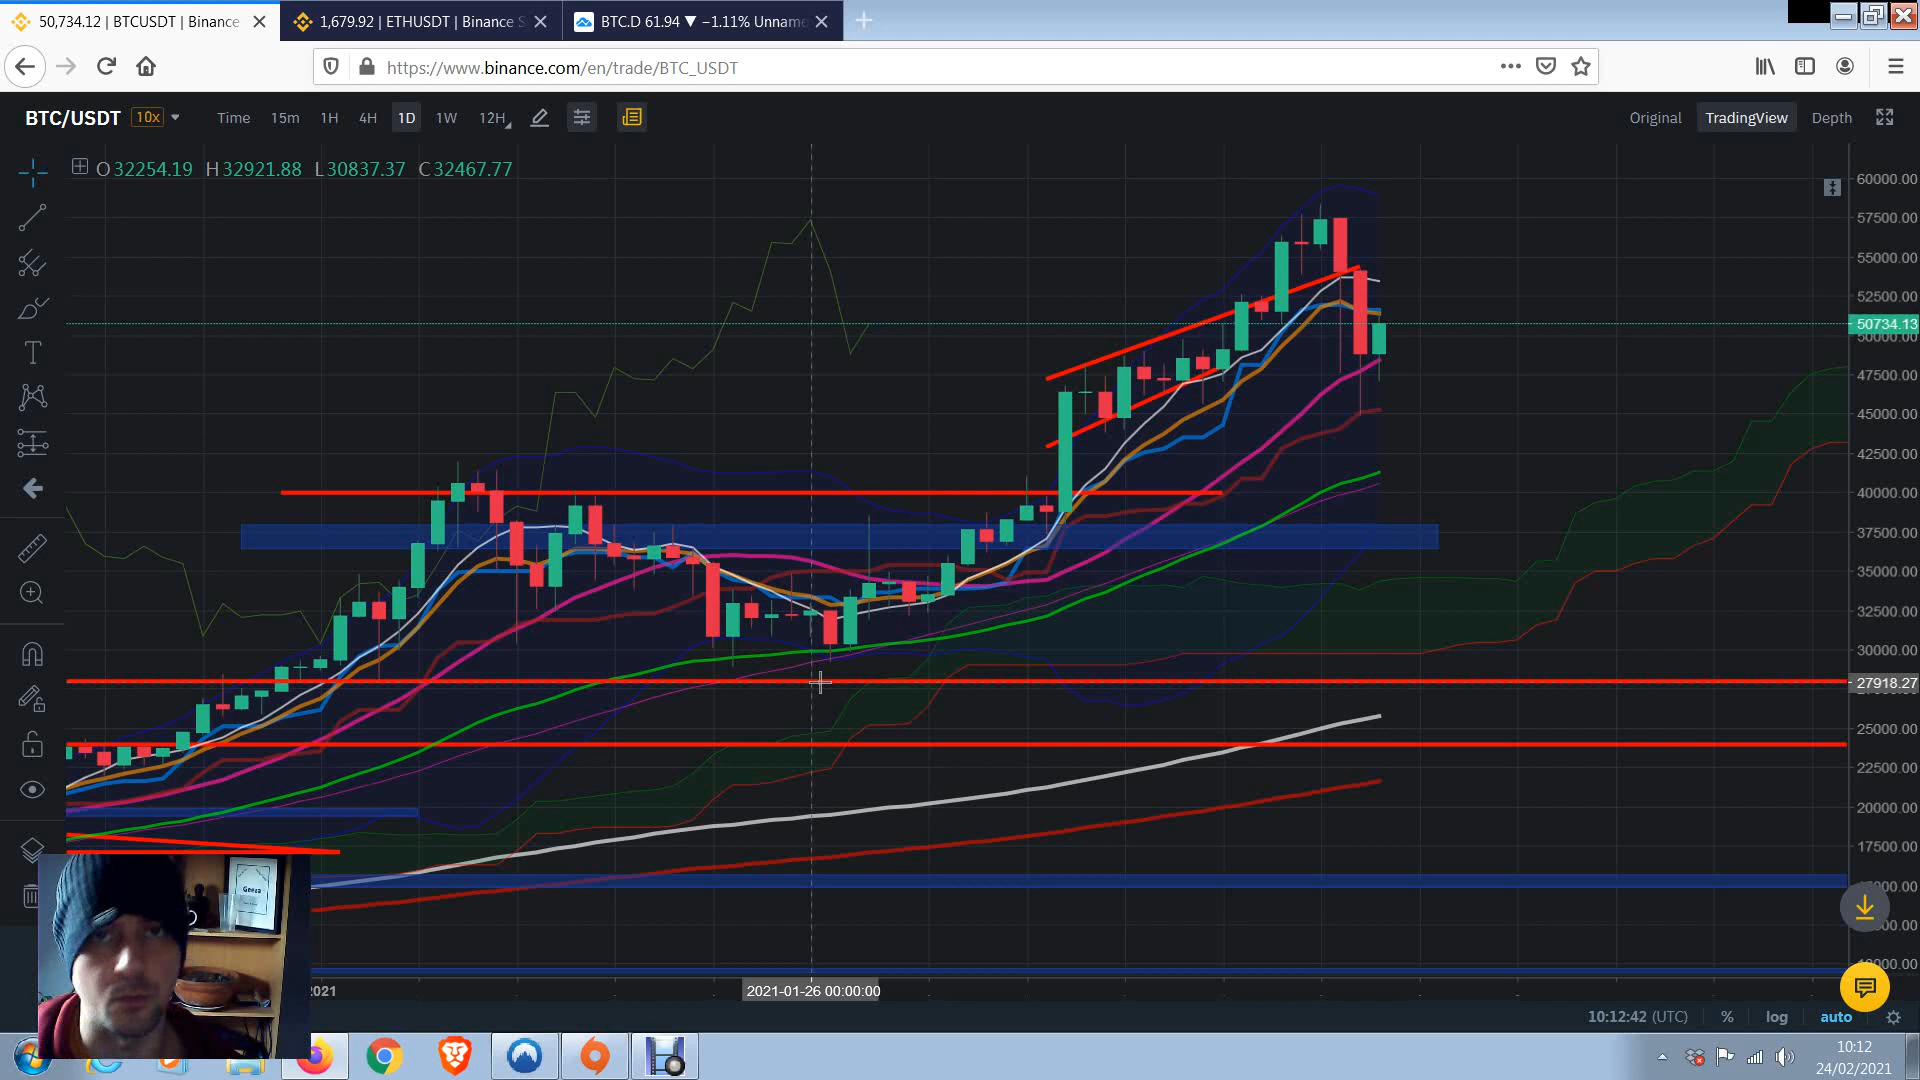 50,734.12 | BTCUSDT | Binance
1,679.92 | ETHUSDT | Binance S
BTC.D 61.94 ▼ −1.11% Unnam
https://www.binance.com/en/trade/BTC_USDT
BTC/USDT 10x Time 15m 1H 4H 1D 1W 12H Original TradingView Depth
O 32254.19 H 32921.88 L 30837.37 C 32467.77
60000.00
57500.00
55000.00
52500.00
50734.13
50000.00
47500.00
45000.00
42500.00
40000.00
37500.00
35000.00
32500.00
30000.00
27918.27
25000.00
22500.00
20000.00
17500.00
Geeza
2021-01-26 00:00:00
10:12:42 (UTC) % log auto
10:12
24/02/2021